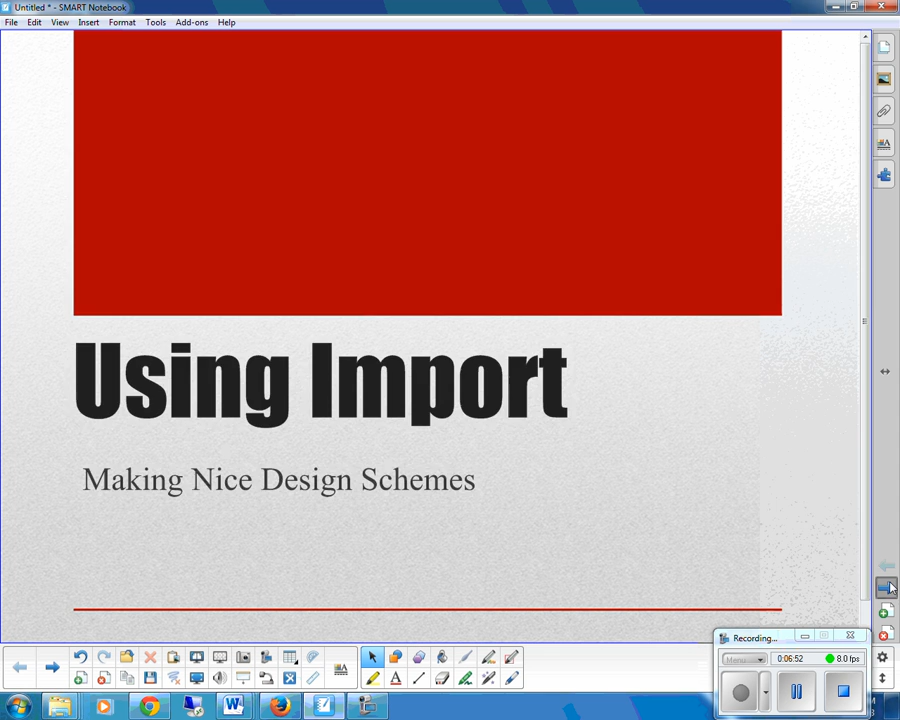 Untitled * - SMART Notebook
File Edit View Insert Format Tools Add-ons Help
Using Import
Making Nice Design Schemes
Recording...
Menu
0:06:52
8.0 fps